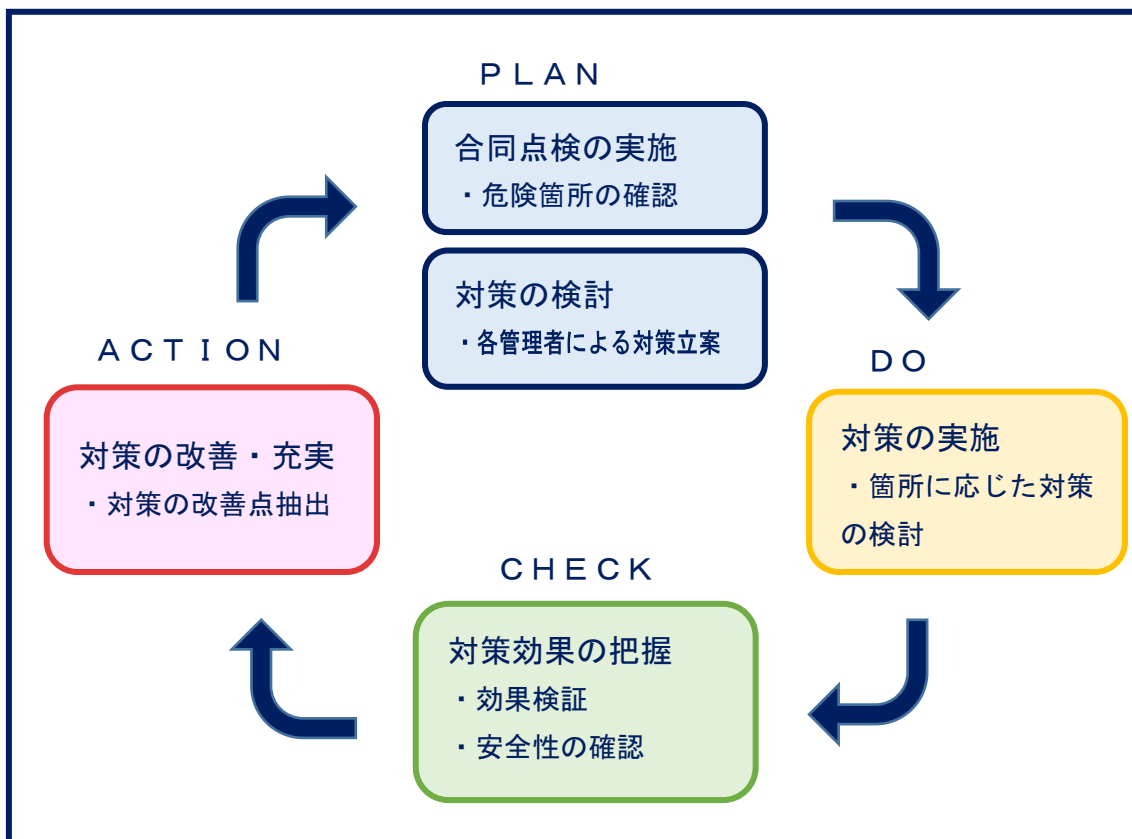 ＰＬＡＮ
合同点検の実施
・危険箇所の確認
対策の検討
・各管理者による対策立案
ＤＯ
対策の実施
・箇所に応じた対策
の検討
ＣＨＥＣＫ
対策効果の把握
・効果検証
・安全性の確認
ＡＣＴＩＯＮ
対策の改善・充実
・対策の改善点抽出